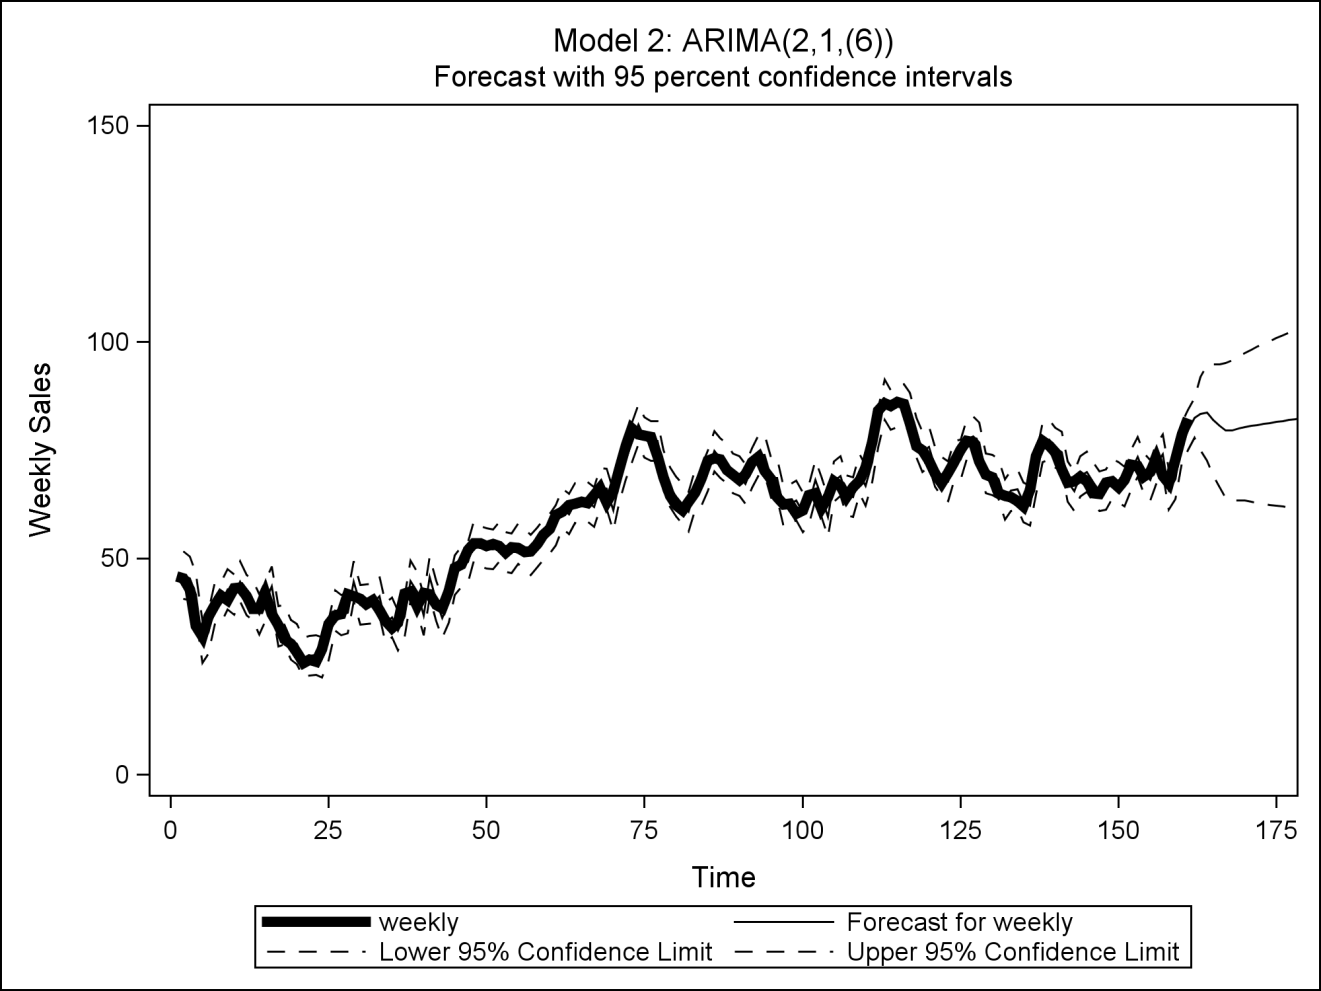 Model 2: ARIMA(2,1,(6))
Forecast with 95 percent confidence intervals
150
100
50
0
Weekly Sales
0 25 50 75 100 125 150 175
Time
weekly Forecast for weekly
Lower 95% Confidence Limit Upper 95% Confidence Limit